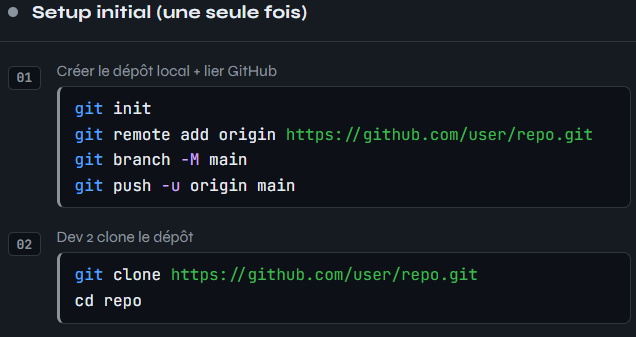 Setup initial (une seule fois)
01
Créer le dépôt local + lier GitHub
git init
git remote add origin https://github.com/user/repo.git
git branch -M main
git push -u origin main
02
Dev 2 clone le dépôt
git clone https://github.com/user/repo.git
cd repo